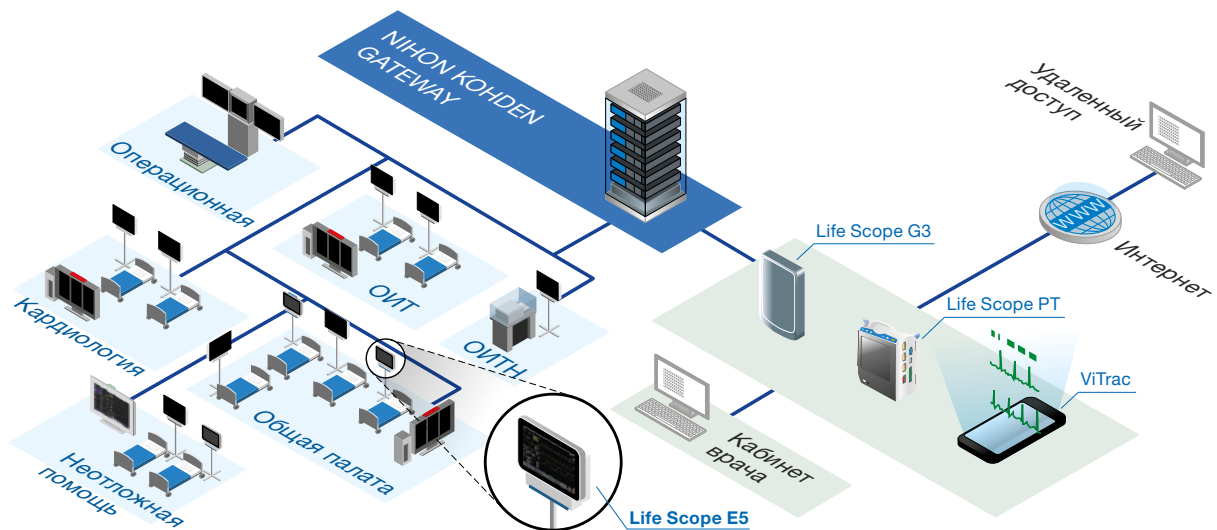 NIHON KOHDEN
GATEWAY
Удаленный
доступ
Операционная
Life Scope G3
Интернет
ОИТ
Life Scope PT
Кардиология
ОИТН
ViTrac
Общая палата
Кабинет
врача
Неотложная
помощь
Life Scope E5
WWW